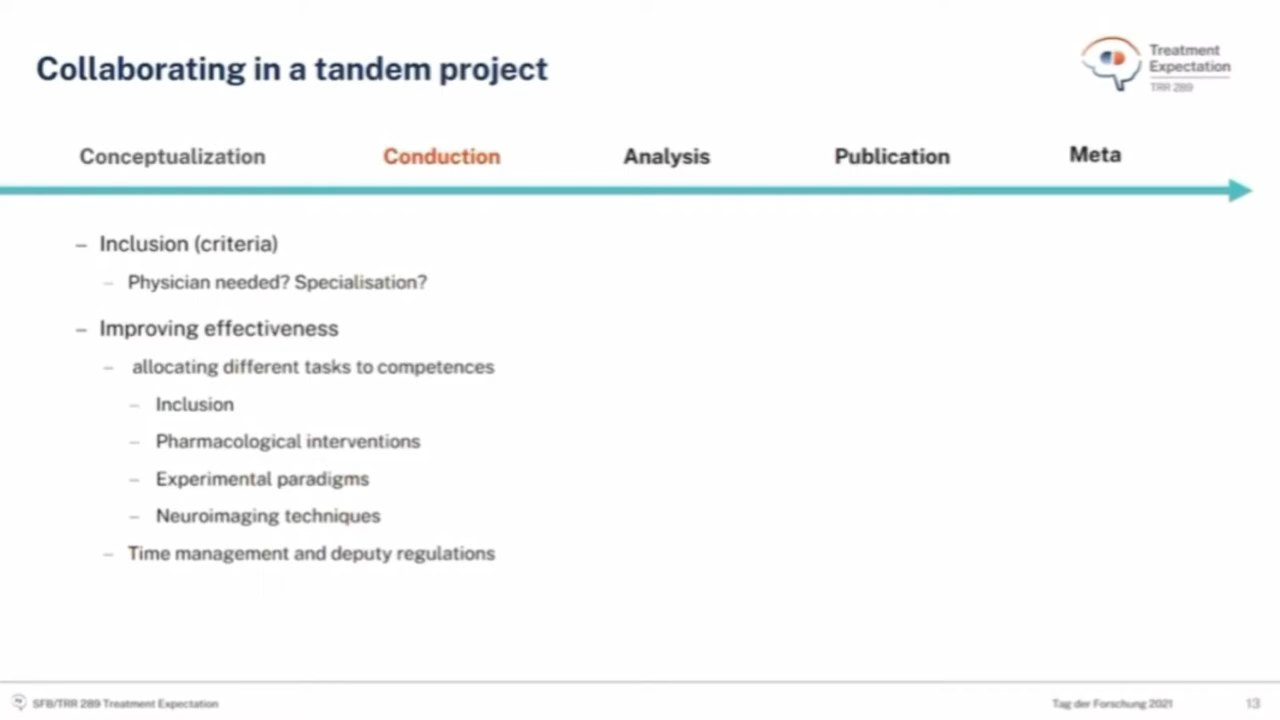 Collaborating in a tandem project
Treatment
Expectation
TRR 289
Conceptualization
Conduction
Analysis
Publication
Meta
– Inclusion (criteria)
– Physician needed? Specialisation?
– Improving effectiveness
– allocating different tasks to competences
– Inclusion
– Pharmacological interventions
– Experimental paradigms
– Neuroimaging techniques
– Time management and deputy regulations
SFB/TRR 289 Treatment Expectation
Tag der Forschung 2021
13